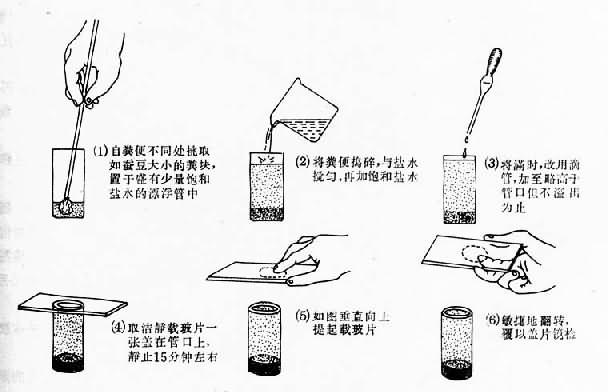 (1) 自粪便不同处挑取
如蚕豆大小的粪块,
置于盛有少量饱和
盐水的漂浮管中
(2) 将粪便捣碎,与盐水
搅匀,再加饱和盐水
(3) 将满时,改用滴
管,加至略高于
管口但不溢出
为止
(4) 取洁静载玻片一
张盖在管口上,
静止15分钟左右
(5) 如图垂直向上
提起载玻片
(6) 敏捷地翻转,
覆以盖片镜检